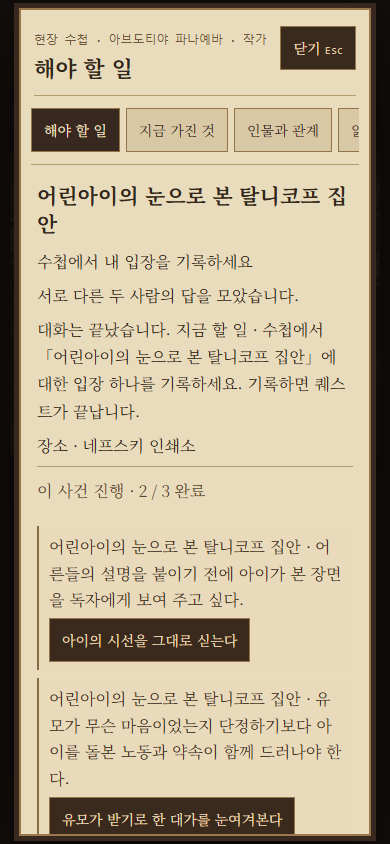 현장 수첩 · 아브도티야 파나예바 · 작가
해야 할 일
닫기 Esc
해야 할 일
지금 가진 것
인물과 관계
어린아이의 눈으로 본 탈니코프 집
안
수첩에서 내 입장을 기록하세요
서로 다른 두 사람의 답을 모았습니다.
대화는 끝났습니다. 지금 할 일 · 수첩에서
「어린아이의 눈으로 본 탈니코프 집안」에
대한 입장 하나를 기록하세요. 기록하면 퀘스
트가 끝납니다.
장소 · 네프스키 인쇄소
이 사건 진행 · 2 / 3 완료
어린아이의 눈으로 본 탈니코프 집안 · 어
른들의 설명을 붙이기 전에 아이가 본 장면
을 독자에게 보여 주고 싶다.
아이의 시선을 그대로 싣는다
어린아이의 눈으로 본 탈니코프 집안 · 유
모가 무슨 마음이었는지 단정하기보다 아
이를 돌본 노동과 약속이 함께 드러나야 한
다.
유모가 받기로 한 대가를 눈여겨본다